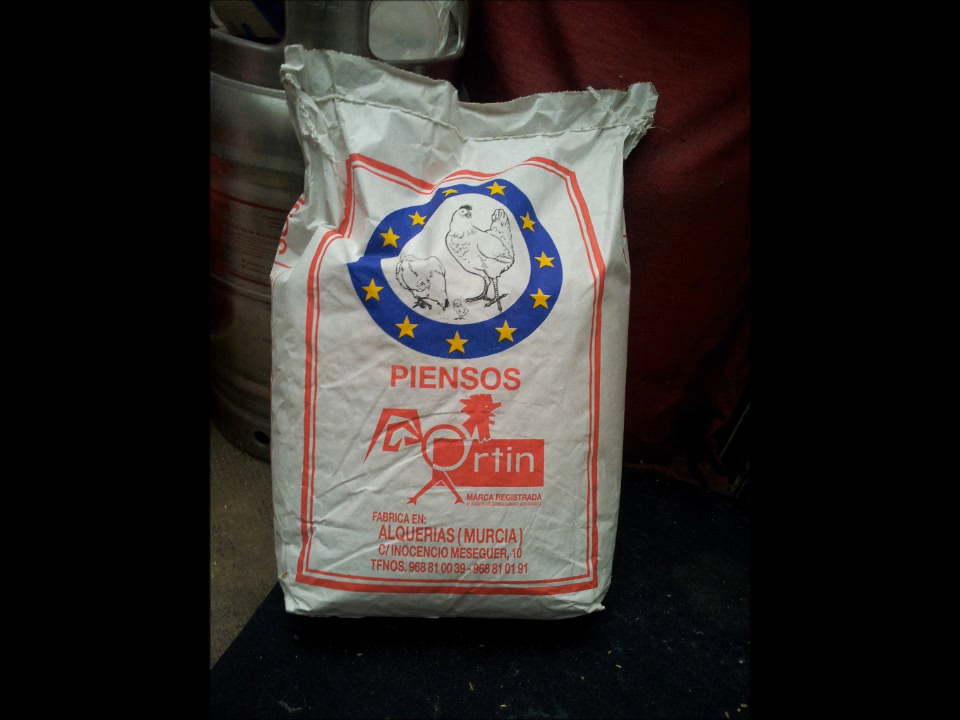 PIENSOS
Ortin
MARCA REGISTRADA
FABRICA EN:
ALQUERIAS (MURCIA)
C/ INOCENCIO MESEGUER, 10
TFNOS. 968 81 00 39 - 968 81 01 91